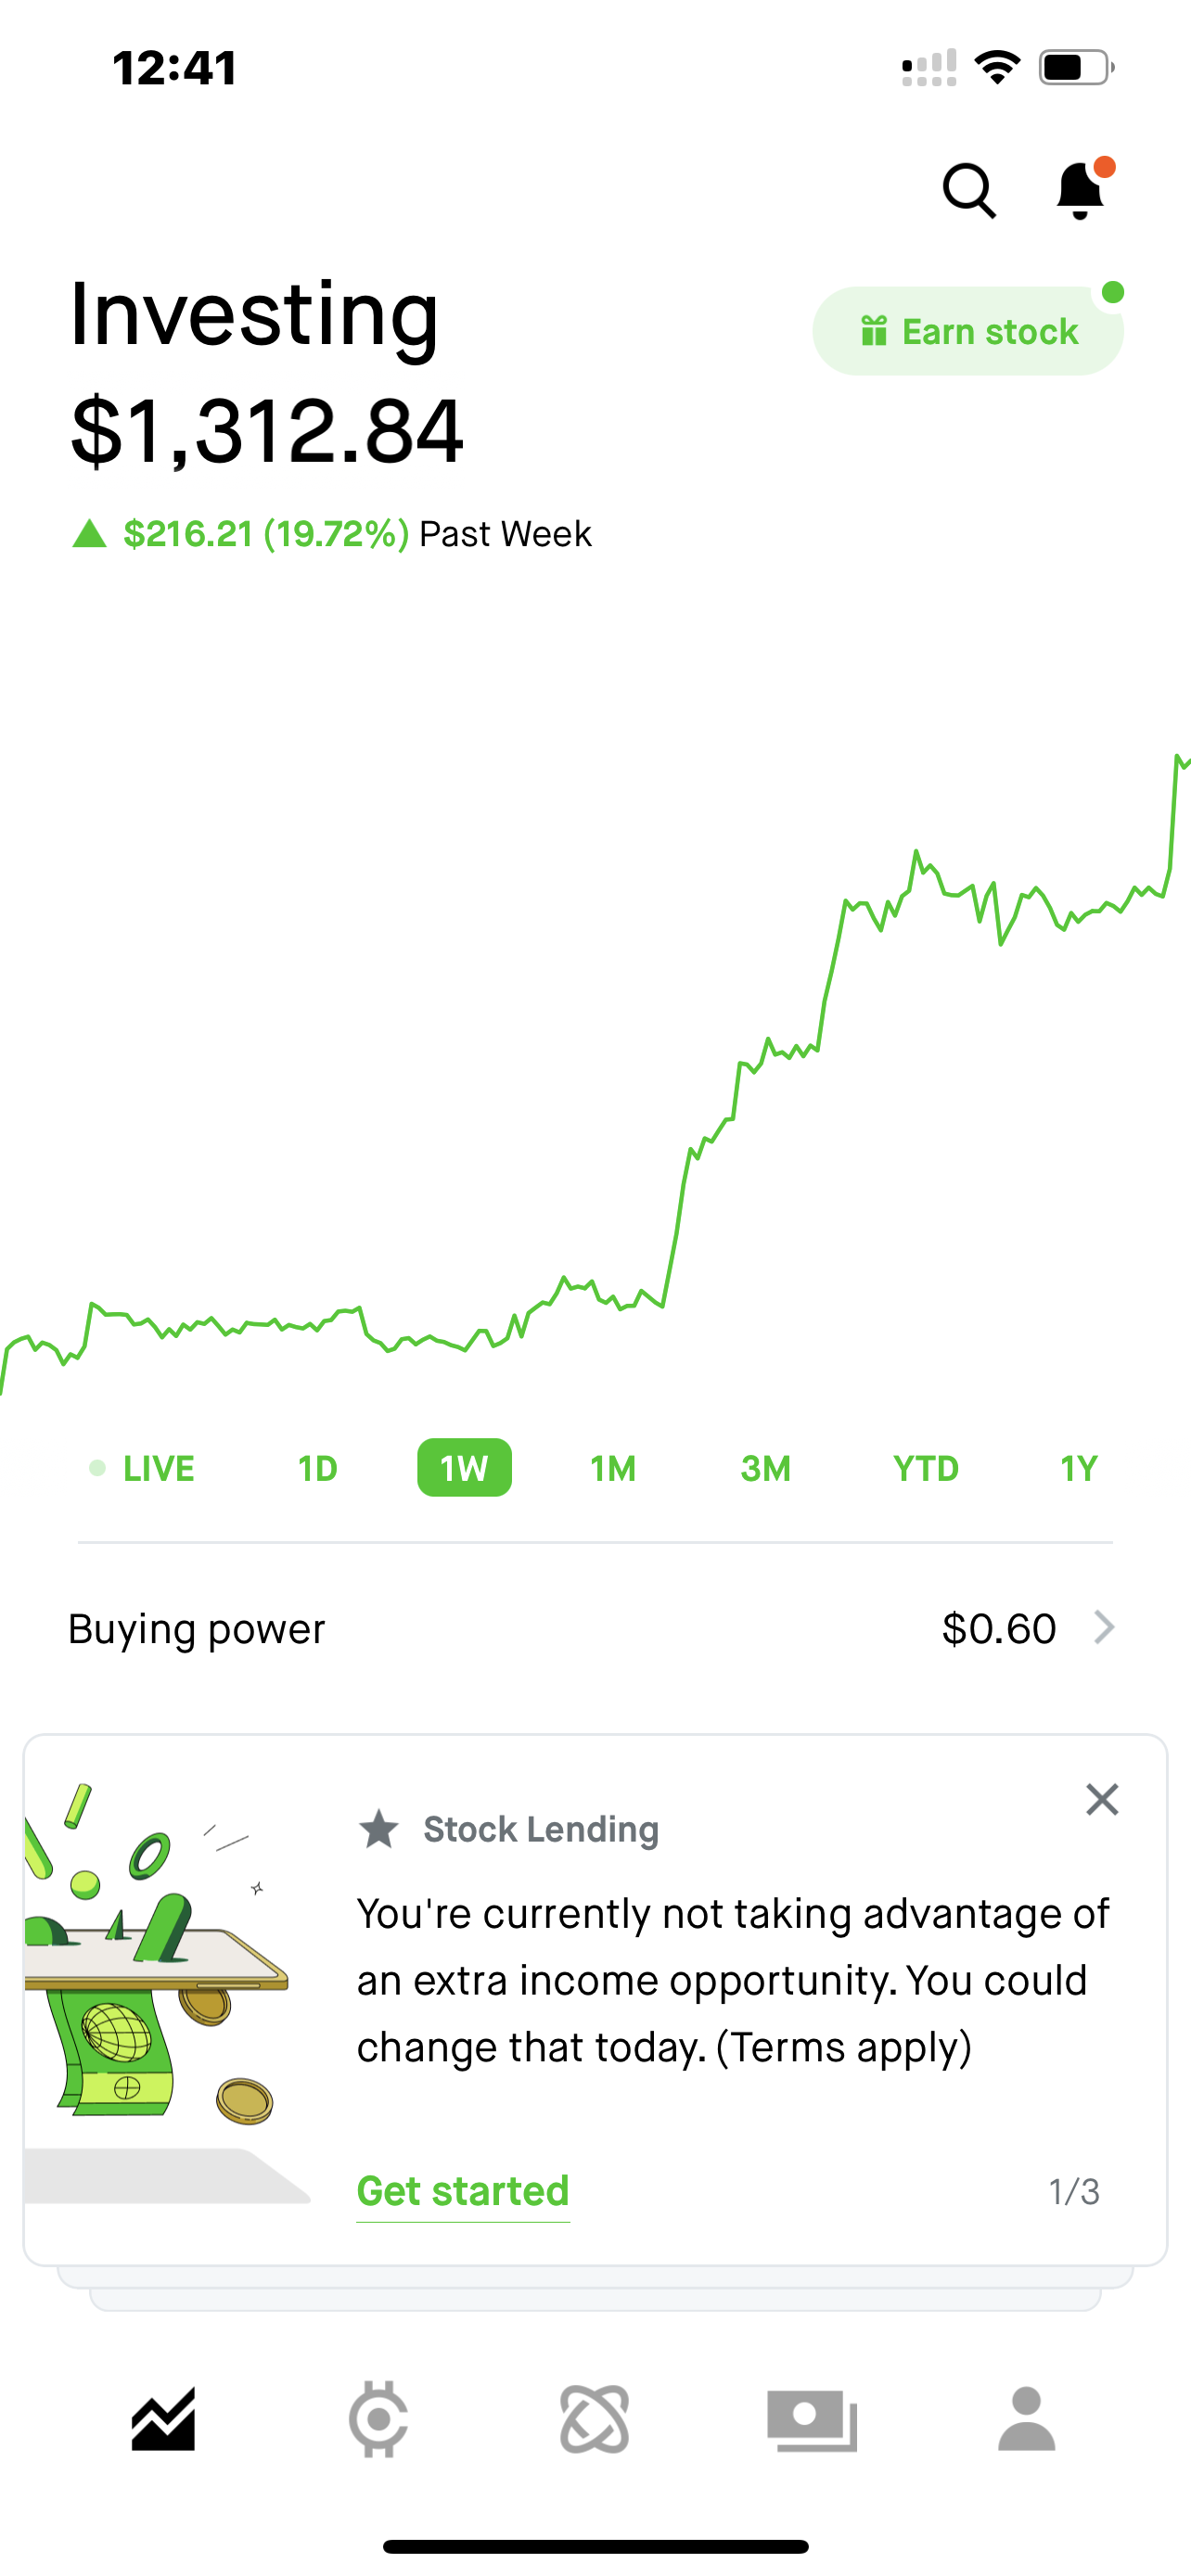 12:41
Investing
Earn stock
$1,312.84
$216.21 (19.72%) Past Week
LIVE 1D 1W 1M 3M YTD 1Y
Buying power $0.60
Stock Lending
You're currently not taking advantage of
an extra income opportunity. You could
change that today. (Terms apply)
Get started 1/3